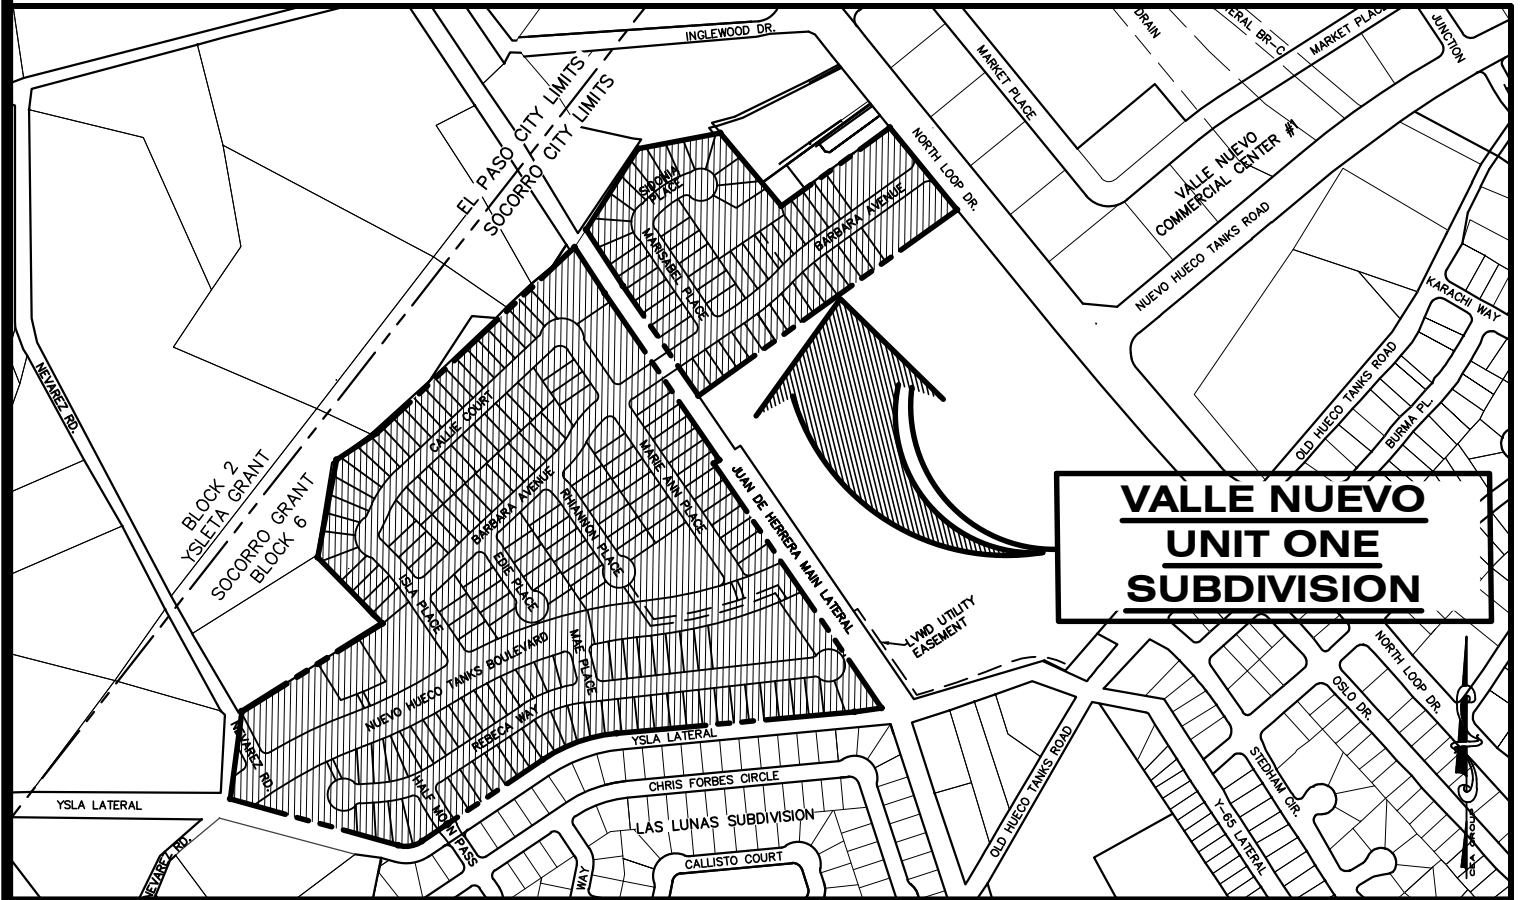 INGLEWOOD DR.
DRAIN
MARKET PLACE
JUNCTION
MARKET PLACE
EL PASO CITY LIMITS
SOCORRO CITY LIMITS
NORTH LOOP DR.
VALLE NUEVO
COMMERCIAL CENTER #1
NUEVO HUECO TANKS ROAD
SIDONIA
PLACE
MARISABEL PLACE
BARBARA AVENUE
KARACHI WAY
NEVAREZ RD.
CALLIE COURT
MARIE ANN PLACE
OLD HUECO TANKS ROAD
BURMA PL.
BLOCK 2
YSLETA GRANT
SOCORRO GRANT
BLOCK 6
BARBARA AVENUE
RHIANNON PLACE
EDIE PLACE
JUAN DE HERRERA MAIN LATERAL
VALLE NUEVO
UNIT ONE
SUBDIVISION
ISLA PLACE
MAE PLACE
LVWD UTILITY
EASEMENT
NUEVO HUECO TANKS BOULEVARD
REBECA WAY
NORTH LOOP DR.
OSLO DR.
NEVAREZ RD.
YSLA LATERAL
HALF MOON PASS
CHRIS FORBES CIRCLE
STEDHAM CIR.
YSLA LATERAL
LAS LUNAS SUBDIVISION
OLD HUECO TANKS ROAD
Y-65 LATERAL
NEVAREZ RD.
WAY
CALLISTO COURT
CEA GROUP